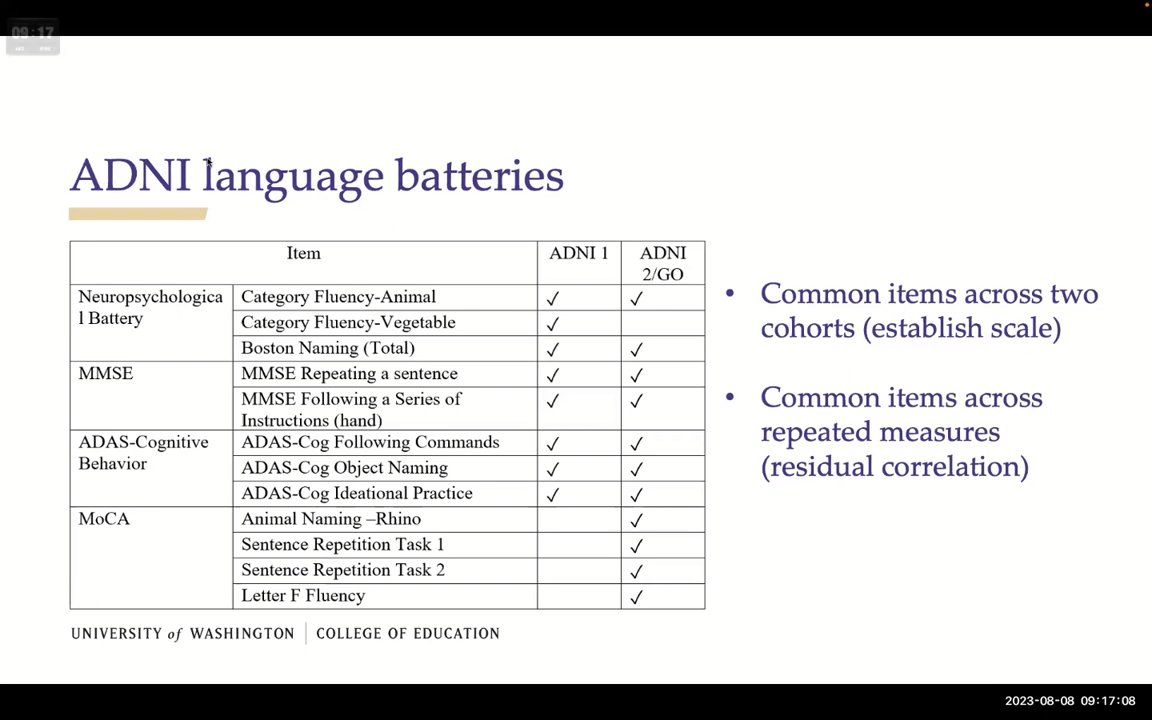 09:17
ADNI language batteries
Item ADNI 1 ADNI
2/GO
Neuropsychologica
l Battery
Category Fluency-Animal ✓ ✓
Category Fluency-Vegetable ✓
Boston Naming (Total) ✓ ✓
MMSE MMSE Repeating a sentence ✓ ✓
MMSE Following a Series of
Instructions (hand) ✓ ✓
ADAS-Cognitive
Behavior
ADAS-Cog Following Commands ✓ ✓
ADAS-Cog Object Naming ✓ ✓
ADAS-Cog Ideational Practice ✓ ✓
MoCA Animal Naming –Rhino ✓
Sentence Repetition Task 1 ✓
Sentence Repetition Task 2 ✓
Letter F Fluency ✓
• Common items across two
cohorts (establish scale)
• Common items across
repeated measures
(residual correlation)
UNIVERSITY of WASHINGTON | COLLEGE OF EDUCATION
2023-08-08 09:17:08